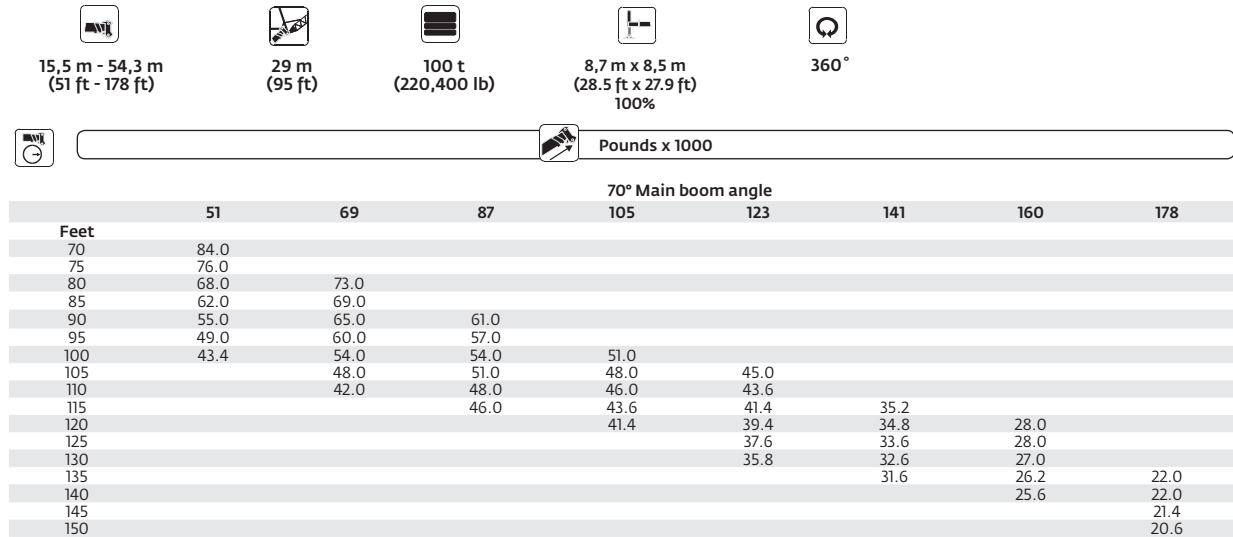 15,5 m - 54,3 m 29 m 100 t 8,7 m x 8,5 m 360°
(51 ft - 178 ft) (95 ft) (220,400 lb) (28.5 ft x 27.9 ft)
100%
Pounds x 1000
70° Main boom angle
51 69 87 105 123 141 160 178
Feet
70 84.0
75 76.0
80 68.0 73.0
85 62.0 69.0
90 55.0 65.0 61.0
95 49.0 60.0 57.0
100 43.4 54.0 54.0 51.0
105 48.0 51.0 48.0 45.0
110 42.0 48.0 46.0 43.6
115 46.0 43.6 41.4 35.2
120 41.4 39.4 34.8 28.0
125 37.6 33.6 28.0
130 35.8 32.6 27.0
135 31.6 26.2 22.0
140 25.6 22.0
145 21.4
150 20.6